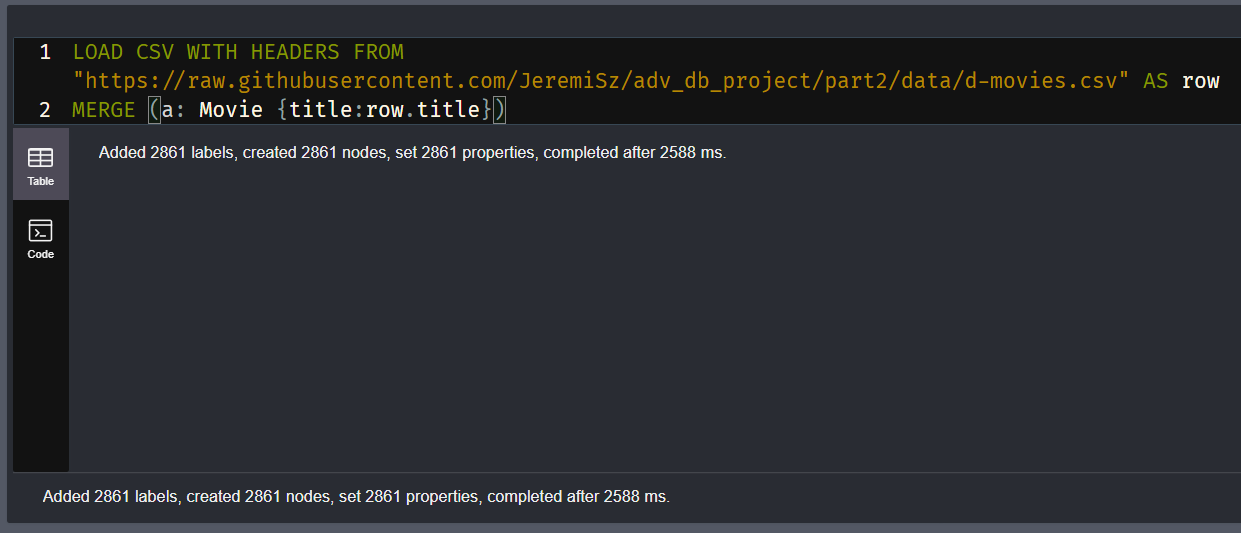 1 LOAD CSV WITH HEADERS FROM
"https://raw.githubusercontent.com/JeremiSz/adv_db_project/part2/data/d-movies.csv" AS row
2 MERGE (a: Movie {title:row.title})
Added 2861 labels, created 2861 nodes, set 2861 properties, completed after 2588 ms.
Table
Code
Added 2861 labels, created 2861 nodes, set 2861 properties, completed after 2588 ms.